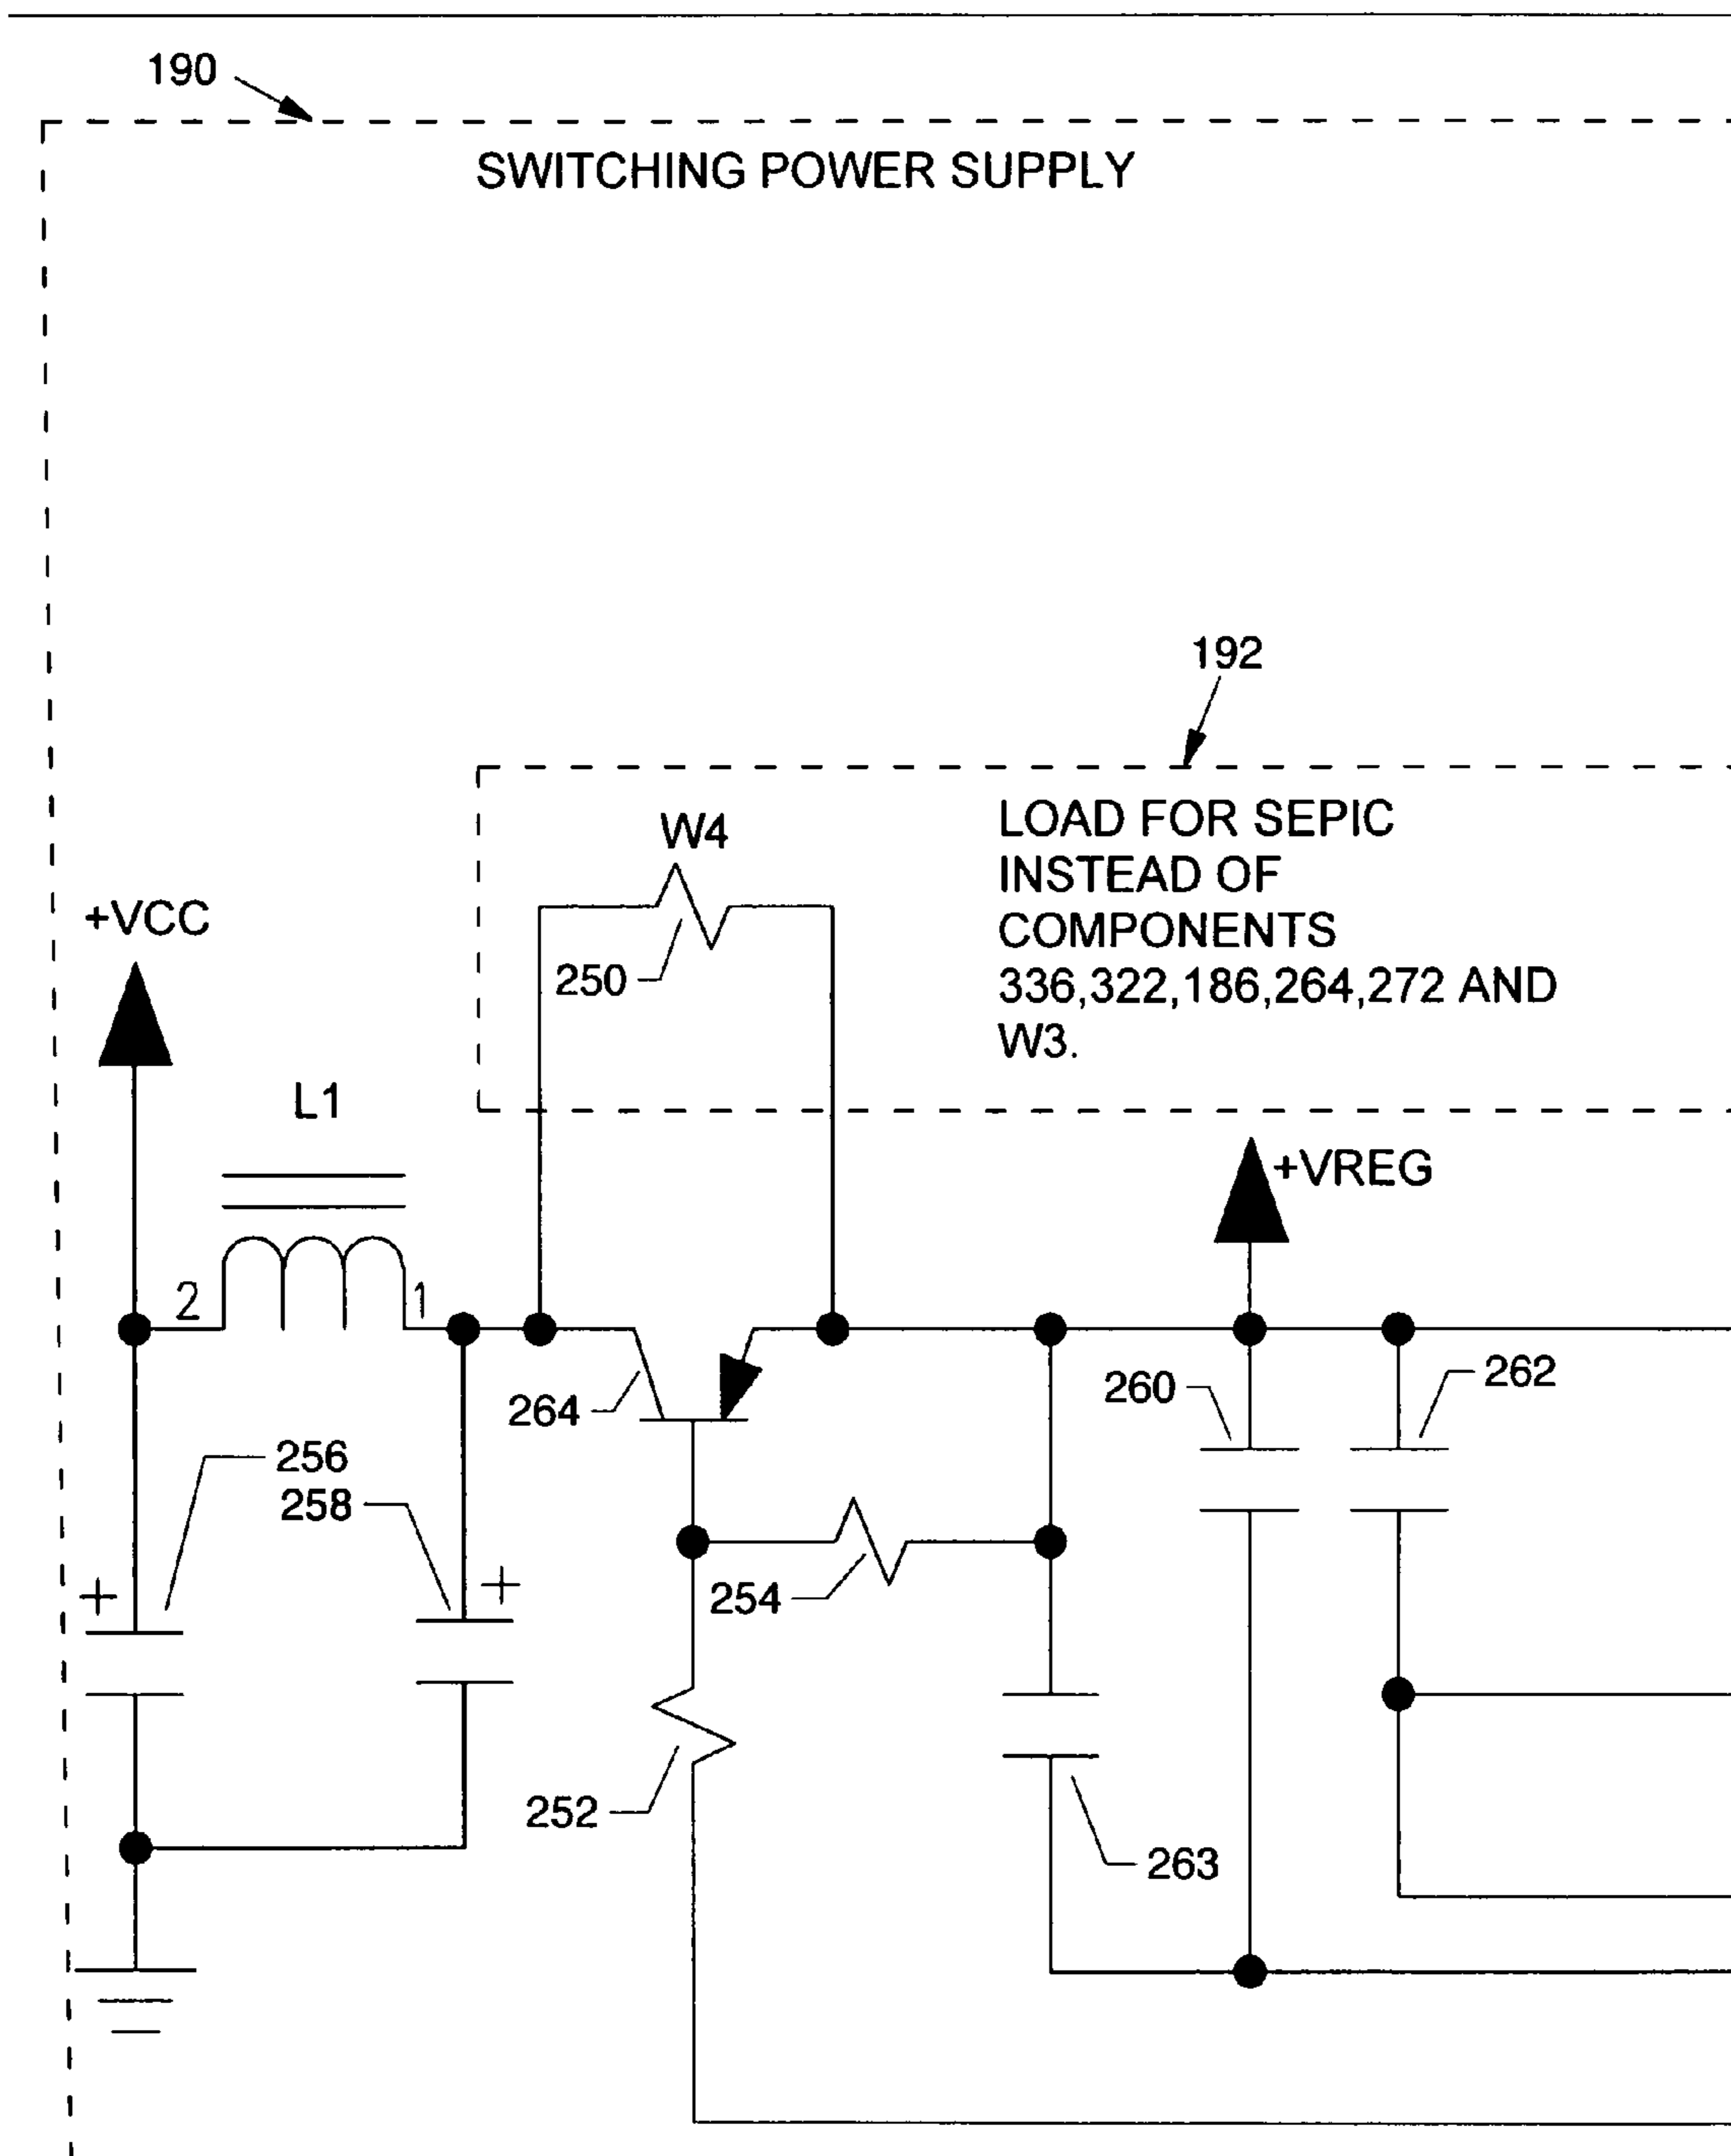 190
SWITCHING POWER SUPPLY
192
W4
LOAD FOR SEPIC
INSTEAD OF
COMPONENTS
336,322,186,264,272 AND
W3.
250
+VCC
L1
+VREG
2
1
264
260
262
256
258
+
+
254
252
263